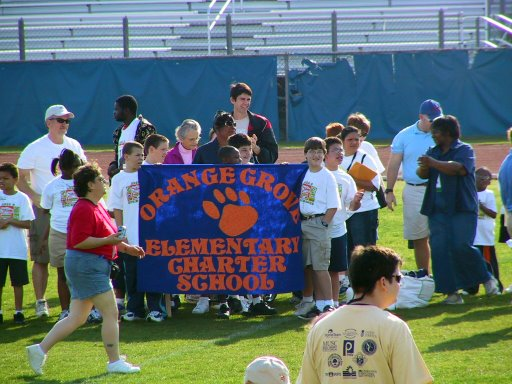 ORANGE GROVE
ELEMENTARY
CHARTER
SCHOOL